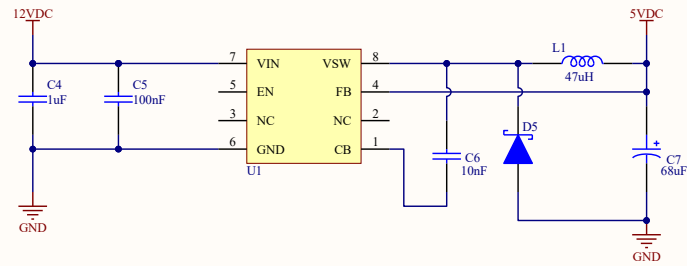 12VDC
5VDC
C4
1uF
C5
100nF
7 VIN VSW 8
5 EN FB 4
3 NC NC 2
6 GND CB 1
U1
L1
47uH
D5
C6
10nF
+
C7
68uF
GND
GND